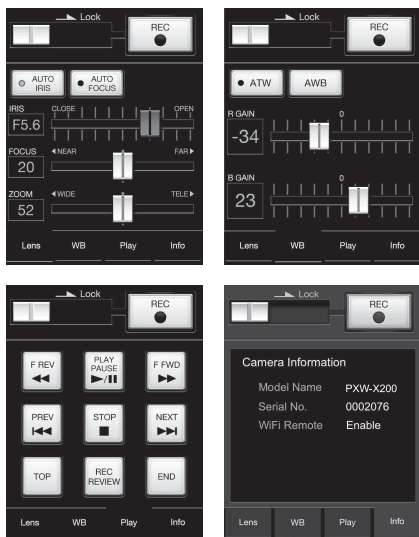 Lock
REC
AUTO IRIS
AUTO FOCUS
IRIS CLOSE OPEN
F5.6
FOCUS NEAR FAR
20
ZOOM WIDE TELE
52
Lens WB Play Info
Lock
REC
ATW AWB
R GAIN 0
-34
B GAIN 0
23
Lens WB Play Info
Lock
REC
F REV
PLAY PAUSE
F FWD
PREV
STOP
NEXT
TOP
REC REVIEW
END
Lens WB Play Info
Lock
REC
Camera Information
Model Name PXW-X200
Serial No. 0002076
WiFi Remote Enable
Lens WB Play Info